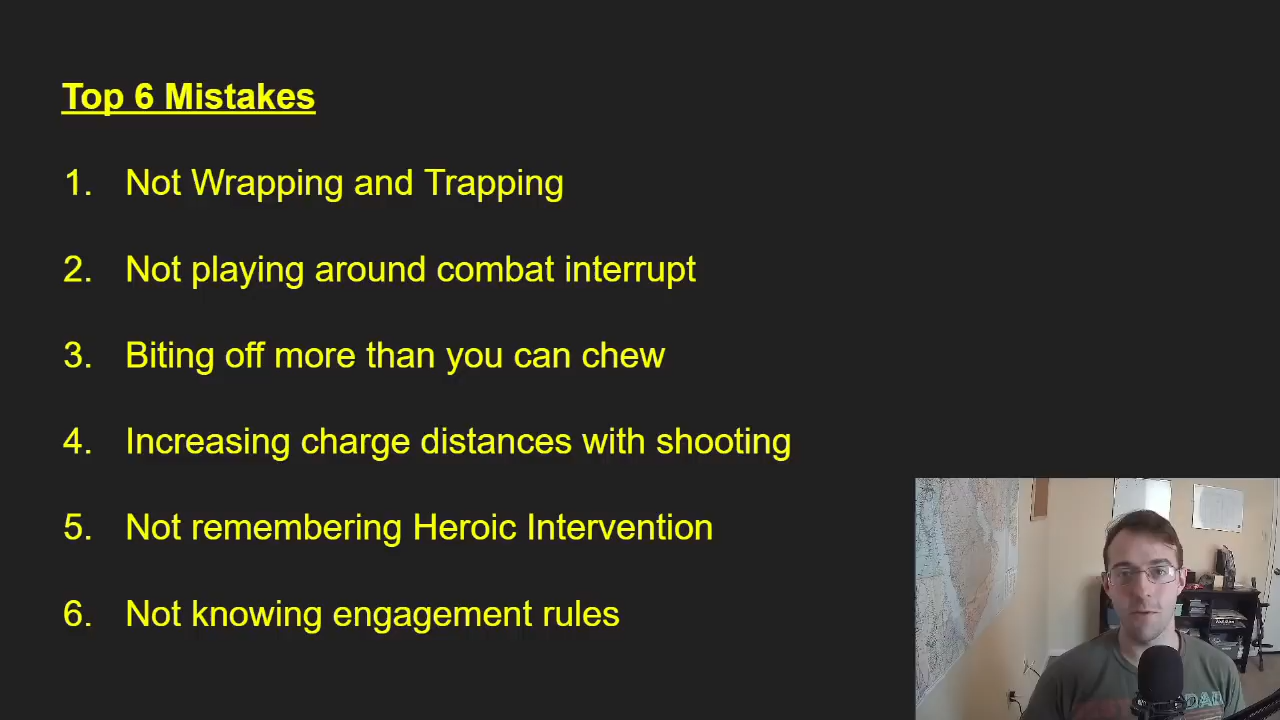 Top 6 Mistakes
1. Not Wrapping and Trapping
2. Not playing around combat interrupt
3. Biting off more than you can chew
4. Increasing charge distances with shooting
5. Not remembering Heroic Intervention
6. Not knowing engagement rules
DAD